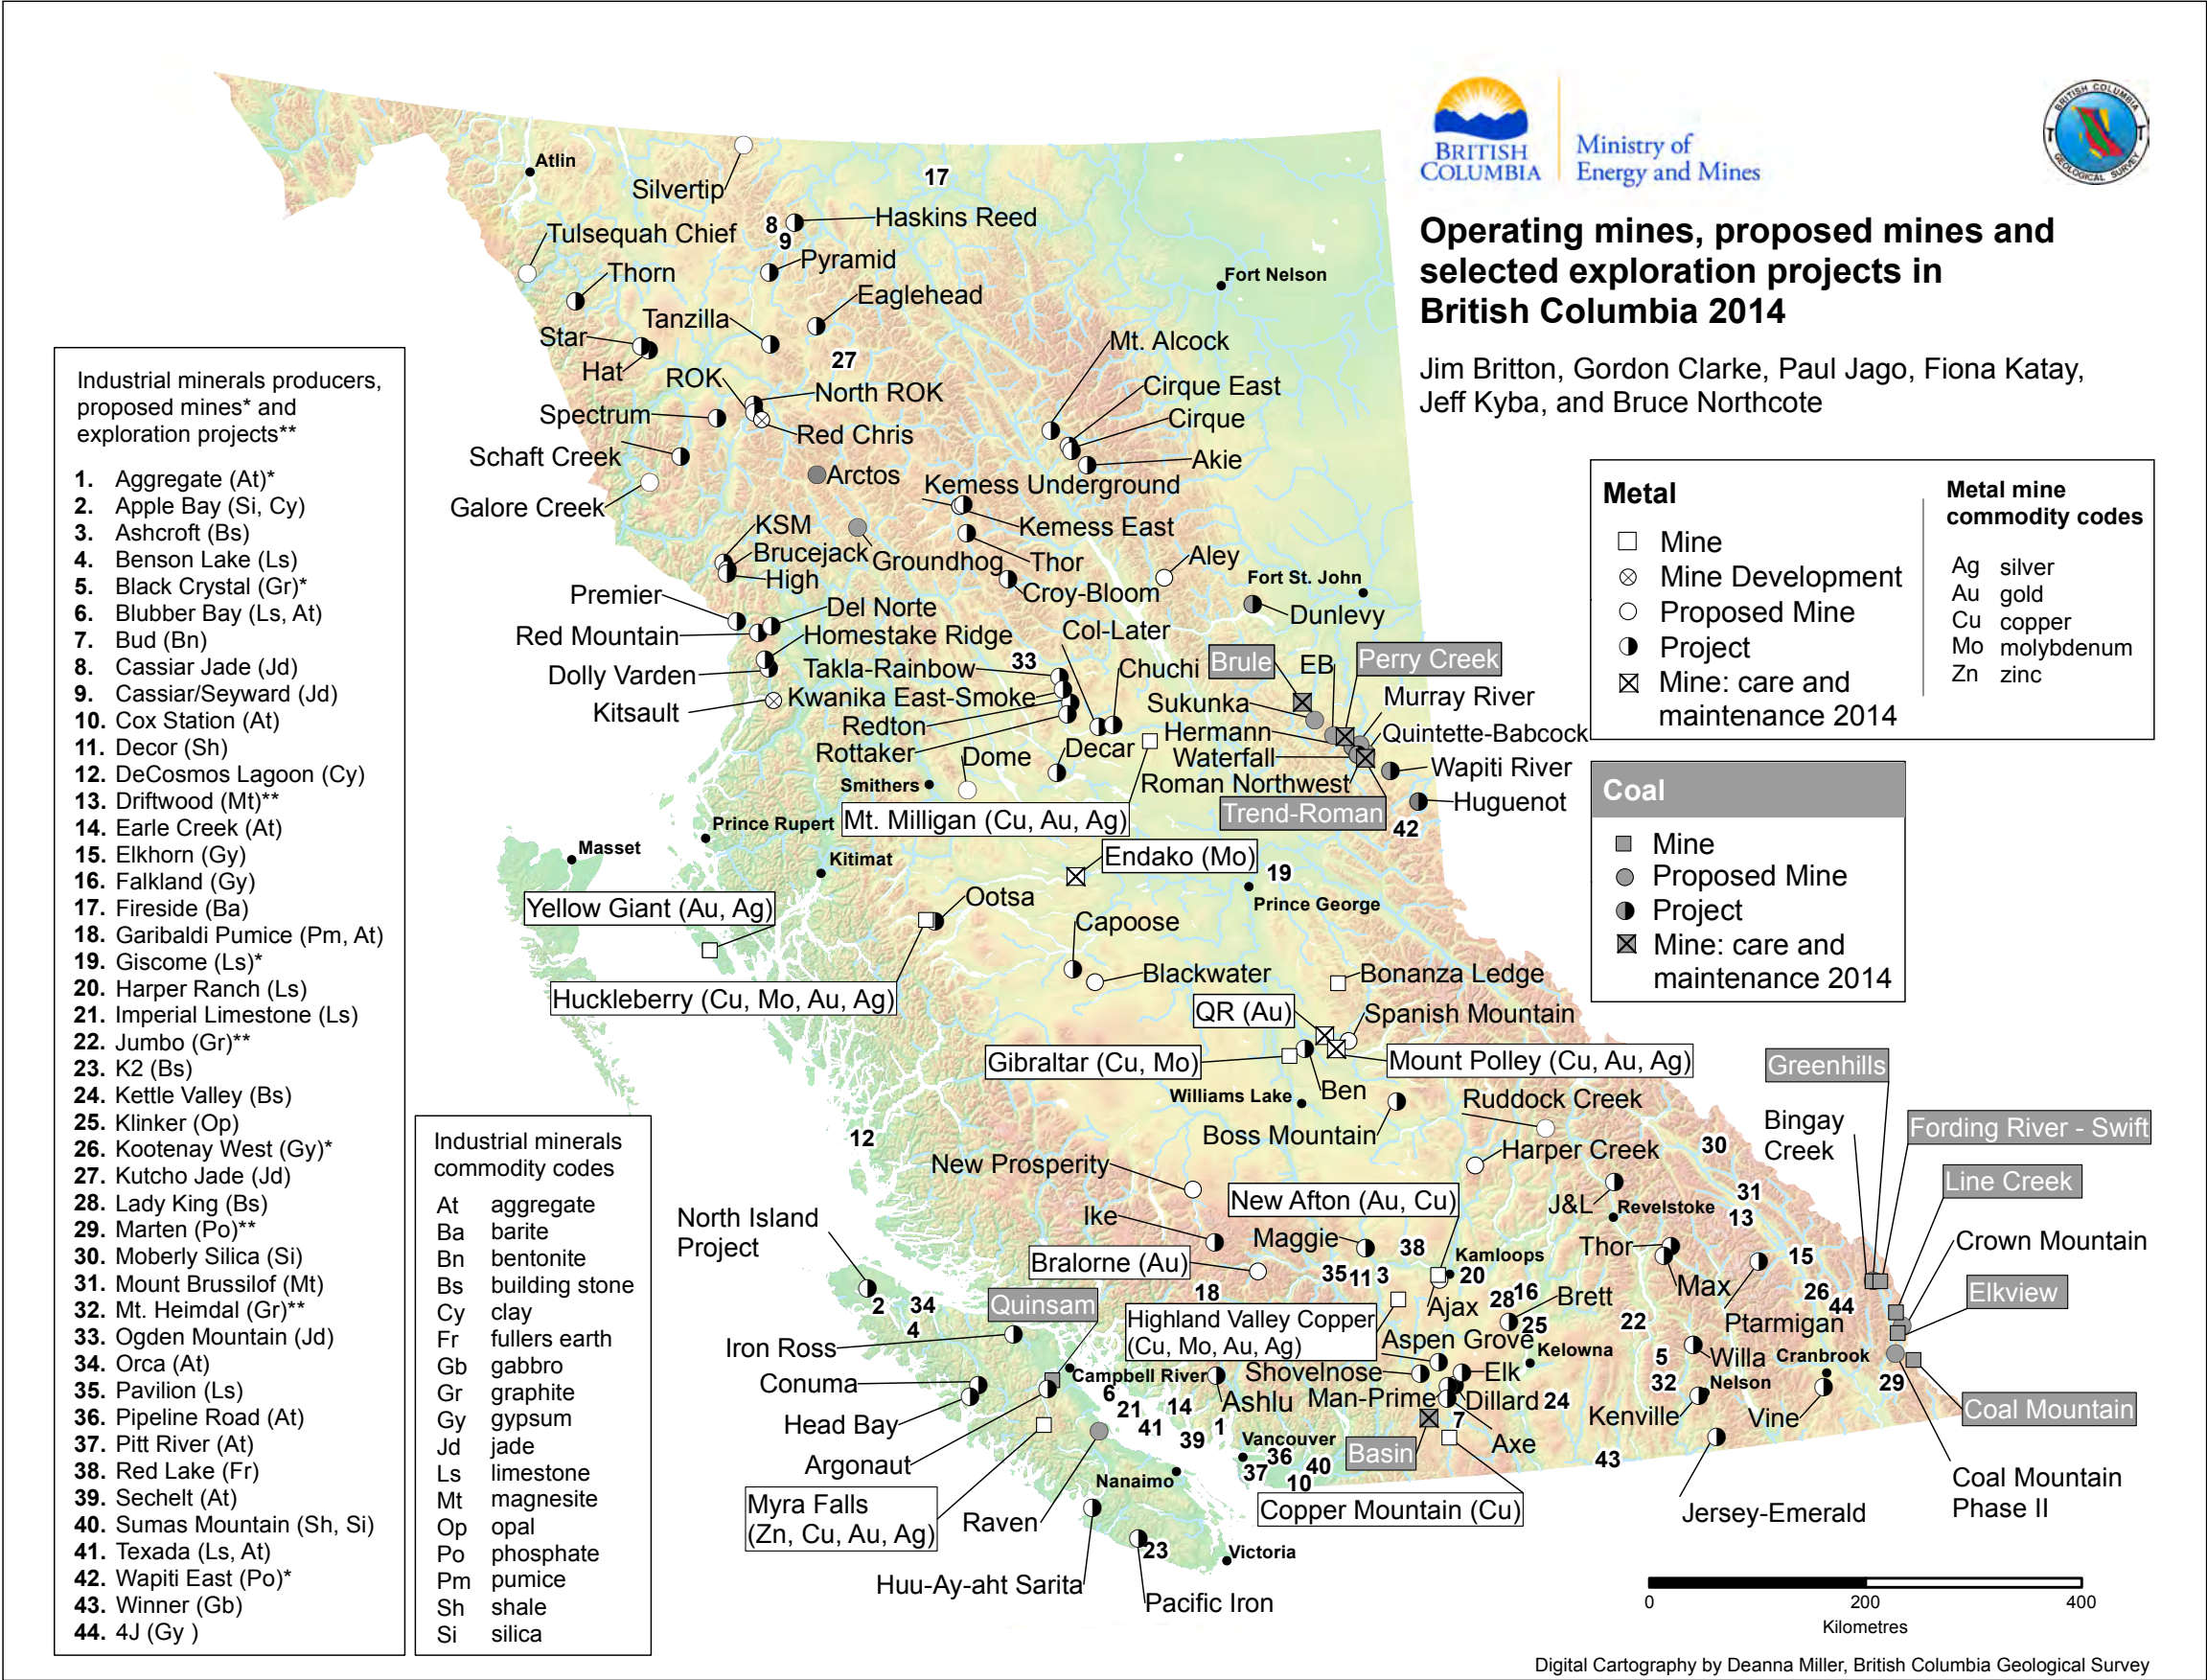 BRITISH
COLUMBIA
Ministry of
Energy and Mines
BRITISH COLUMBIA
GEOLOGICAL SURVEY
Operating mines, proposed mines and
selected exploration projects in
British Columbia 2014
Jim Britton, Gordon Clarke, Paul Jago, Fiona Katay,
Jeff Kyba, and Bruce Northcote
Metal
Mine
Mine Development
Proposed Mine
Project
Mine: care and
maintenance 2014
Metal mine
commodity codes
Ag silver
Au gold
Cu copper
Mo molybdenum
Zn zinc
Coal
Mine
Proposed Mine
Project
Mine: care and
maintenance 2014
Industrial minerals producers,
proposed mines* and
exploration projects**
1. Aggregate (At)*
2. Apple Bay (Si, Cy)
3. Ashcroft (Bs)
4. Benson Lake (Ls)
5. Black Crystal (Gr)*
6. Blubber Bay (Ls, At)
7. Bud (Bn)
8. Cassiar Jade (Jd)
9. Cassiar/Seyward (Jd)
10. Cox Station (At)
11. Decor (Sh)
12. DeCosmos Lagoon (Cy)
13. Driftwood (Mt)**
14. Earle Creek (At)
15. Elkhorn (Gy)
16. Falkland (Gy)
17. Fireside (Ba)
18. Garibaldi Pumice (Pm, At)
19. Giscome (Ls)*
20. Harper Ranch (Ls)
21. Imperial Limestone (Ls)
22. Jumbo (Gr)**
23. K2 (Bs)
24. Kettle Valley (Bs)
25. Klinker (Op)
26. Kootenay West (Gy)*
27. Kutcho Jade (Jd)
28. Lady King (Bs)
29. Marten (Po)**
30. Moberly Silica (Si)
31. Mount Brussilof (Mt)
32. Mt. Heimdal (Gr)**
33. Ogden Mountain (Jd)
34. Orca (At)
35. Pavilion (Ls)
36. Pipeline Road (At)
37. Pitt River (At)
38. Red Lake (Fr)
39. Sechelt (At)
40. Sumas Mountain (Sh, Si)
41. Texada (Ls, At)
42. Wapiti East (Po)*
43. Winner (Gb)
44. 4J (Gy )
Industrial minerals
commodity codes
At aggregate
Ba barite
Bn bentonite
Bs building stone
Cy clay
Fr fullers earth
Gb gabbro
Gr graphite
Gy gypsum
Jd jade
Ls limestone
Mt magnesite
Op opal
Po phosphate
Pm pumice
Sh shale
Si silica
Atlin
Silvertip
17
Haskins Reed
8
9
Tulsequah Chief
Pyramid
Thorn
Fort Nelson
Eaglehead
Tanzilla
Star
Mt. Alcock
27
Hat
ROK
North ROK
Cirque East
Spectrum
Cirque
Red Chris
Schaft Creek
Akie
Arctos
Kemess Underground
Galore Creek
KSM
Kemess East
Brucejack
Groundhog
Thor
Aley
High
Croy-Bloom
Fort St. John
Premier
Del Norte
Dunlevy
Red Mountain
Homestake Ridge
Col-Later
Dolly Varden
Takla-Rainbow
33
Chuchi
Brule
EB
Perry Creek
Kitsault
Kwanika East-Smoke
Sukunka
Murray River
Redton
Hermann
Quintette-Babcock
Rottaker
Dome
Decar
Waterfall
Wapiti River
Smithers
Roman Northwest
Huguenot
Mt. Milligan (Cu, Au, Ag)
Trend-Roman
42
Prince Rupert
Masset
Kitimat
Endako (Mo)
19
Prince George
Ootsa
Yellow Giant (Au, Ag)
Capoose
Blackwater
Bonanza Ledge
Huckleberry (Cu, Mo, Au, Ag)
QR (Au)
Spanish Mountain
Gibraltar (Cu, Mo)
Mount Polley (Cu, Au, Ag)
Ben
Williams Lake
Ruddock Creek
Greenhills
Boss Mountain
Bingay
Creek
Fording River - Swift
12
30
New Prosperity
Harper Creek
Line Creek
New Afton (Au, Cu)
J&L
Revelstoke
31
13
North Island
Project
Ike
Maggie
38
Kamloops
Thor
Crown Mountain
Bralorne (Au)
35
11
3
20
15
Max
18
Ajax
28
16
Brett
26
44
Elkview
2
34
4
Quinsam
Highland Valley Copper
(Cu, Mo, Au, Ag)
Aspen Grove
25
22
Ptarmigan
Iron Ross
Kelowna
5
Willa
Cranbrook
Conuma
Campbell River
Shovelnose
Elk
32
Nelson
29
Head Bay
6
Ashlu
Man-Prime
Dillard
24
Kenville
Vine
Coal Mountain
21
14
41
1
7
Argonaut
39
Vancouver
Basin
Axe
36
40
37
10
43
Nanaimo
Myra Falls
(Zn, Cu, Au, Ag)
Raven
Copper Mountain (Cu)
Jersey-Emerald
Coal Mountain
Phase II
23
Victoria
Huu-Ay-aht Sarita
Pacific Iron
0 200 400
Kilometres
Digital Cartography by Deanna Miller, British Columbia Geological Survey